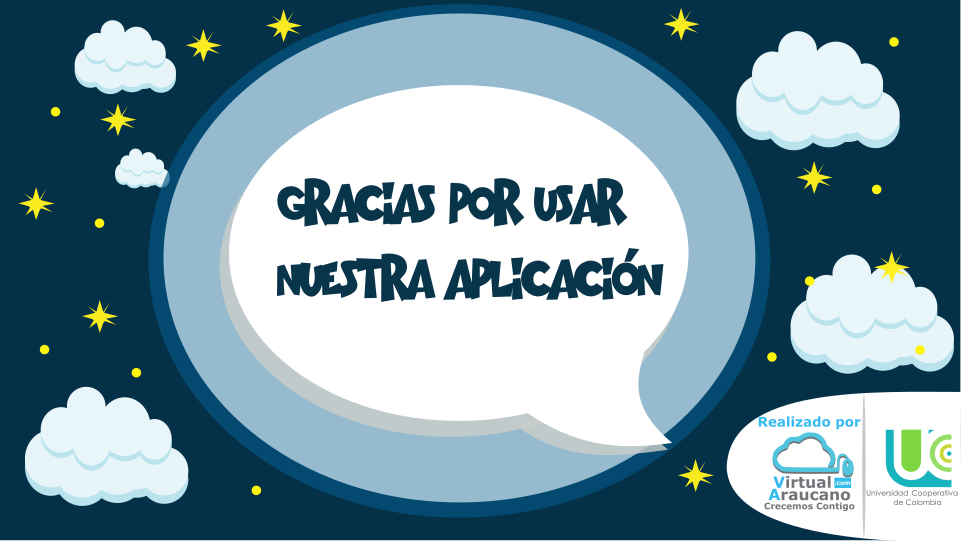 GRACIAS POR USAR
NUESTRA APLICACIÓN
Realizado por
Virtual.com
Araucano
Crecemos Contigo
UC
Universidad Cooperativa
de Colombia